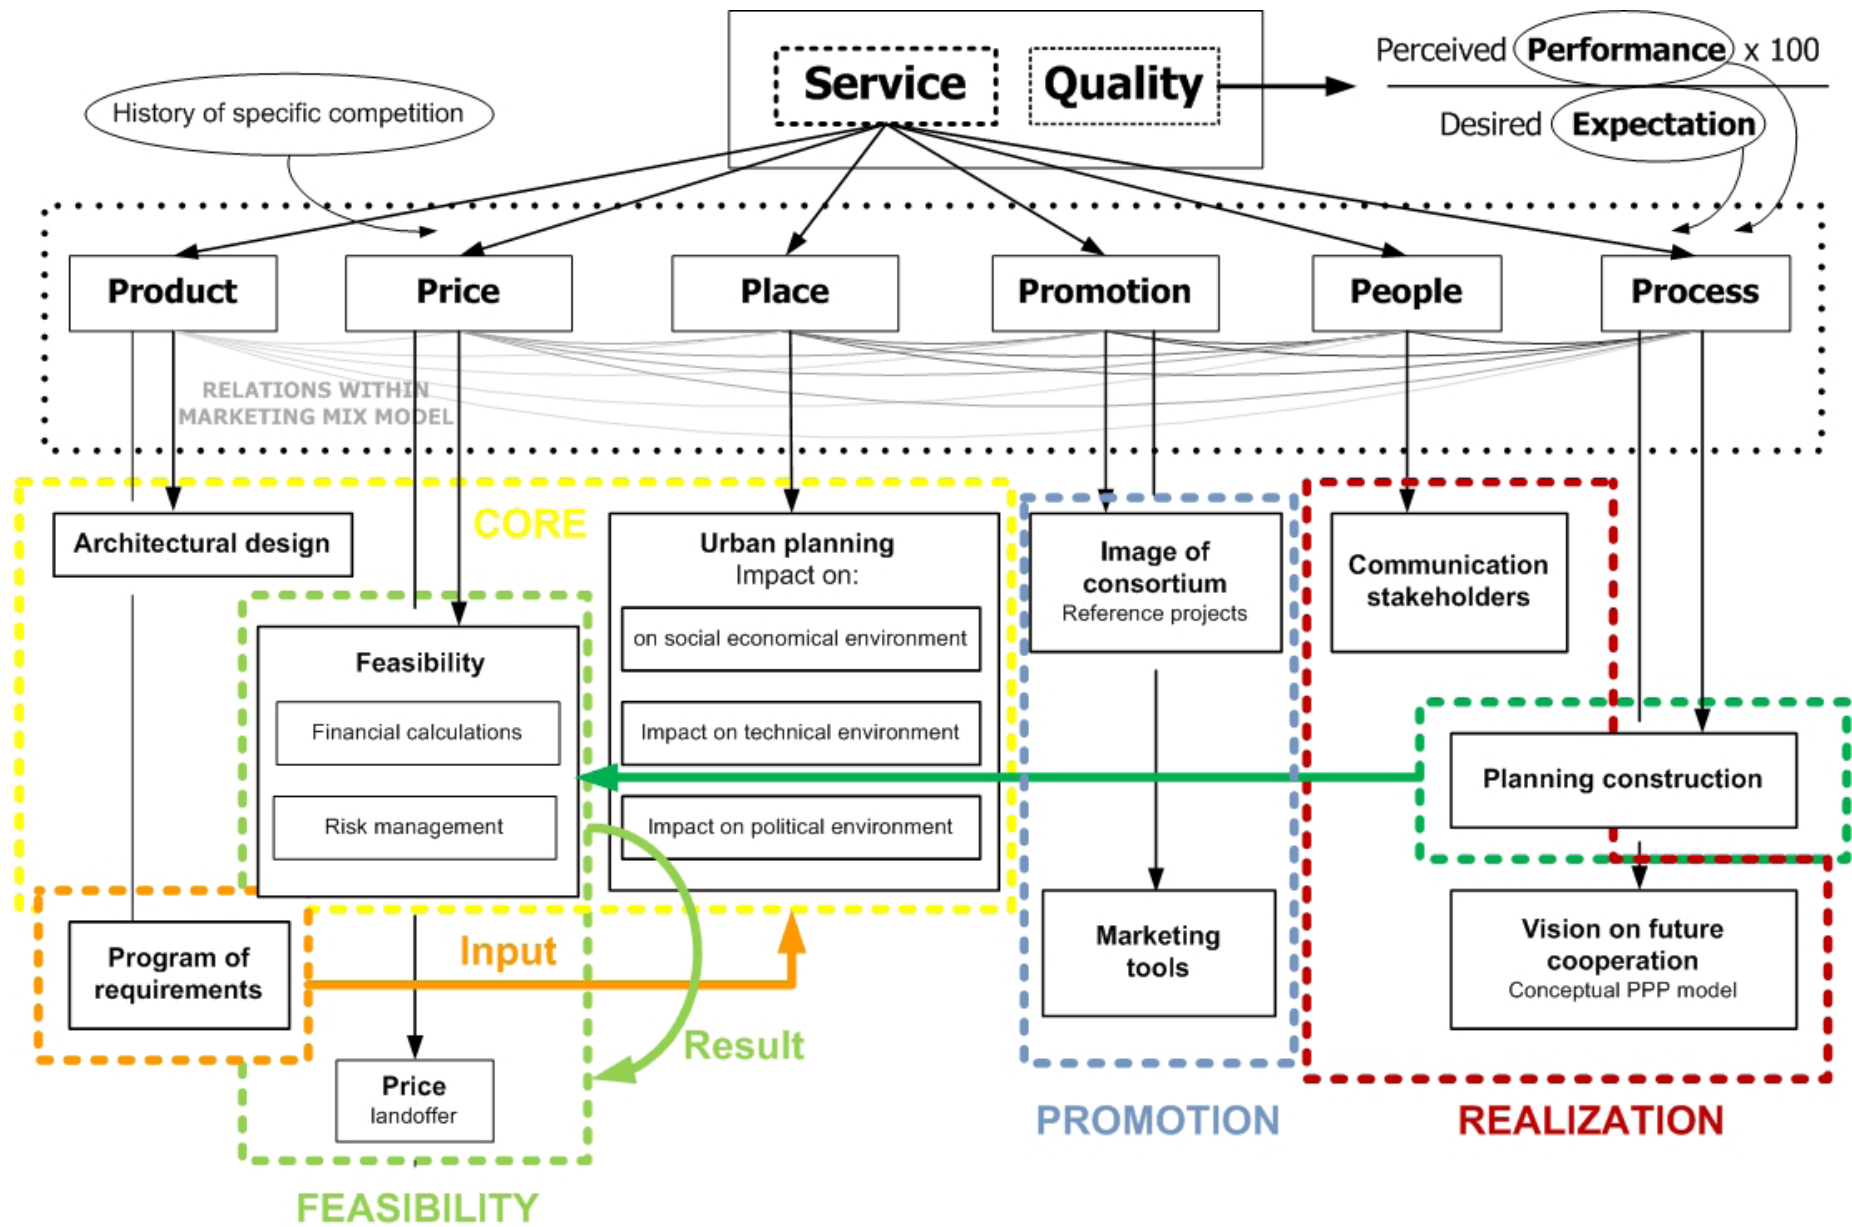 Service Quality
Perceived Performance x 100
Desired Expectation
History of specific competition
Product
Price
Place
Promotion
People
Process
RELATIONS WITHIN
MARKETING MIX MODEL
CORE
Architectural design
Urban planning
Impact on:
on social economical environment
Impact on technical environment
Impact on political environment
Feasibility
Financial calculations
Risk management
Image of
consortium
Reference projects
Communication
stakeholders
Planning construction
Program of
requirements
Input
Result
Price
landoffer
Marketing
tools
Vision on future
cooperation
Conceptual PPP model
PROMOTION
REALIZATION
FEASIBILITY